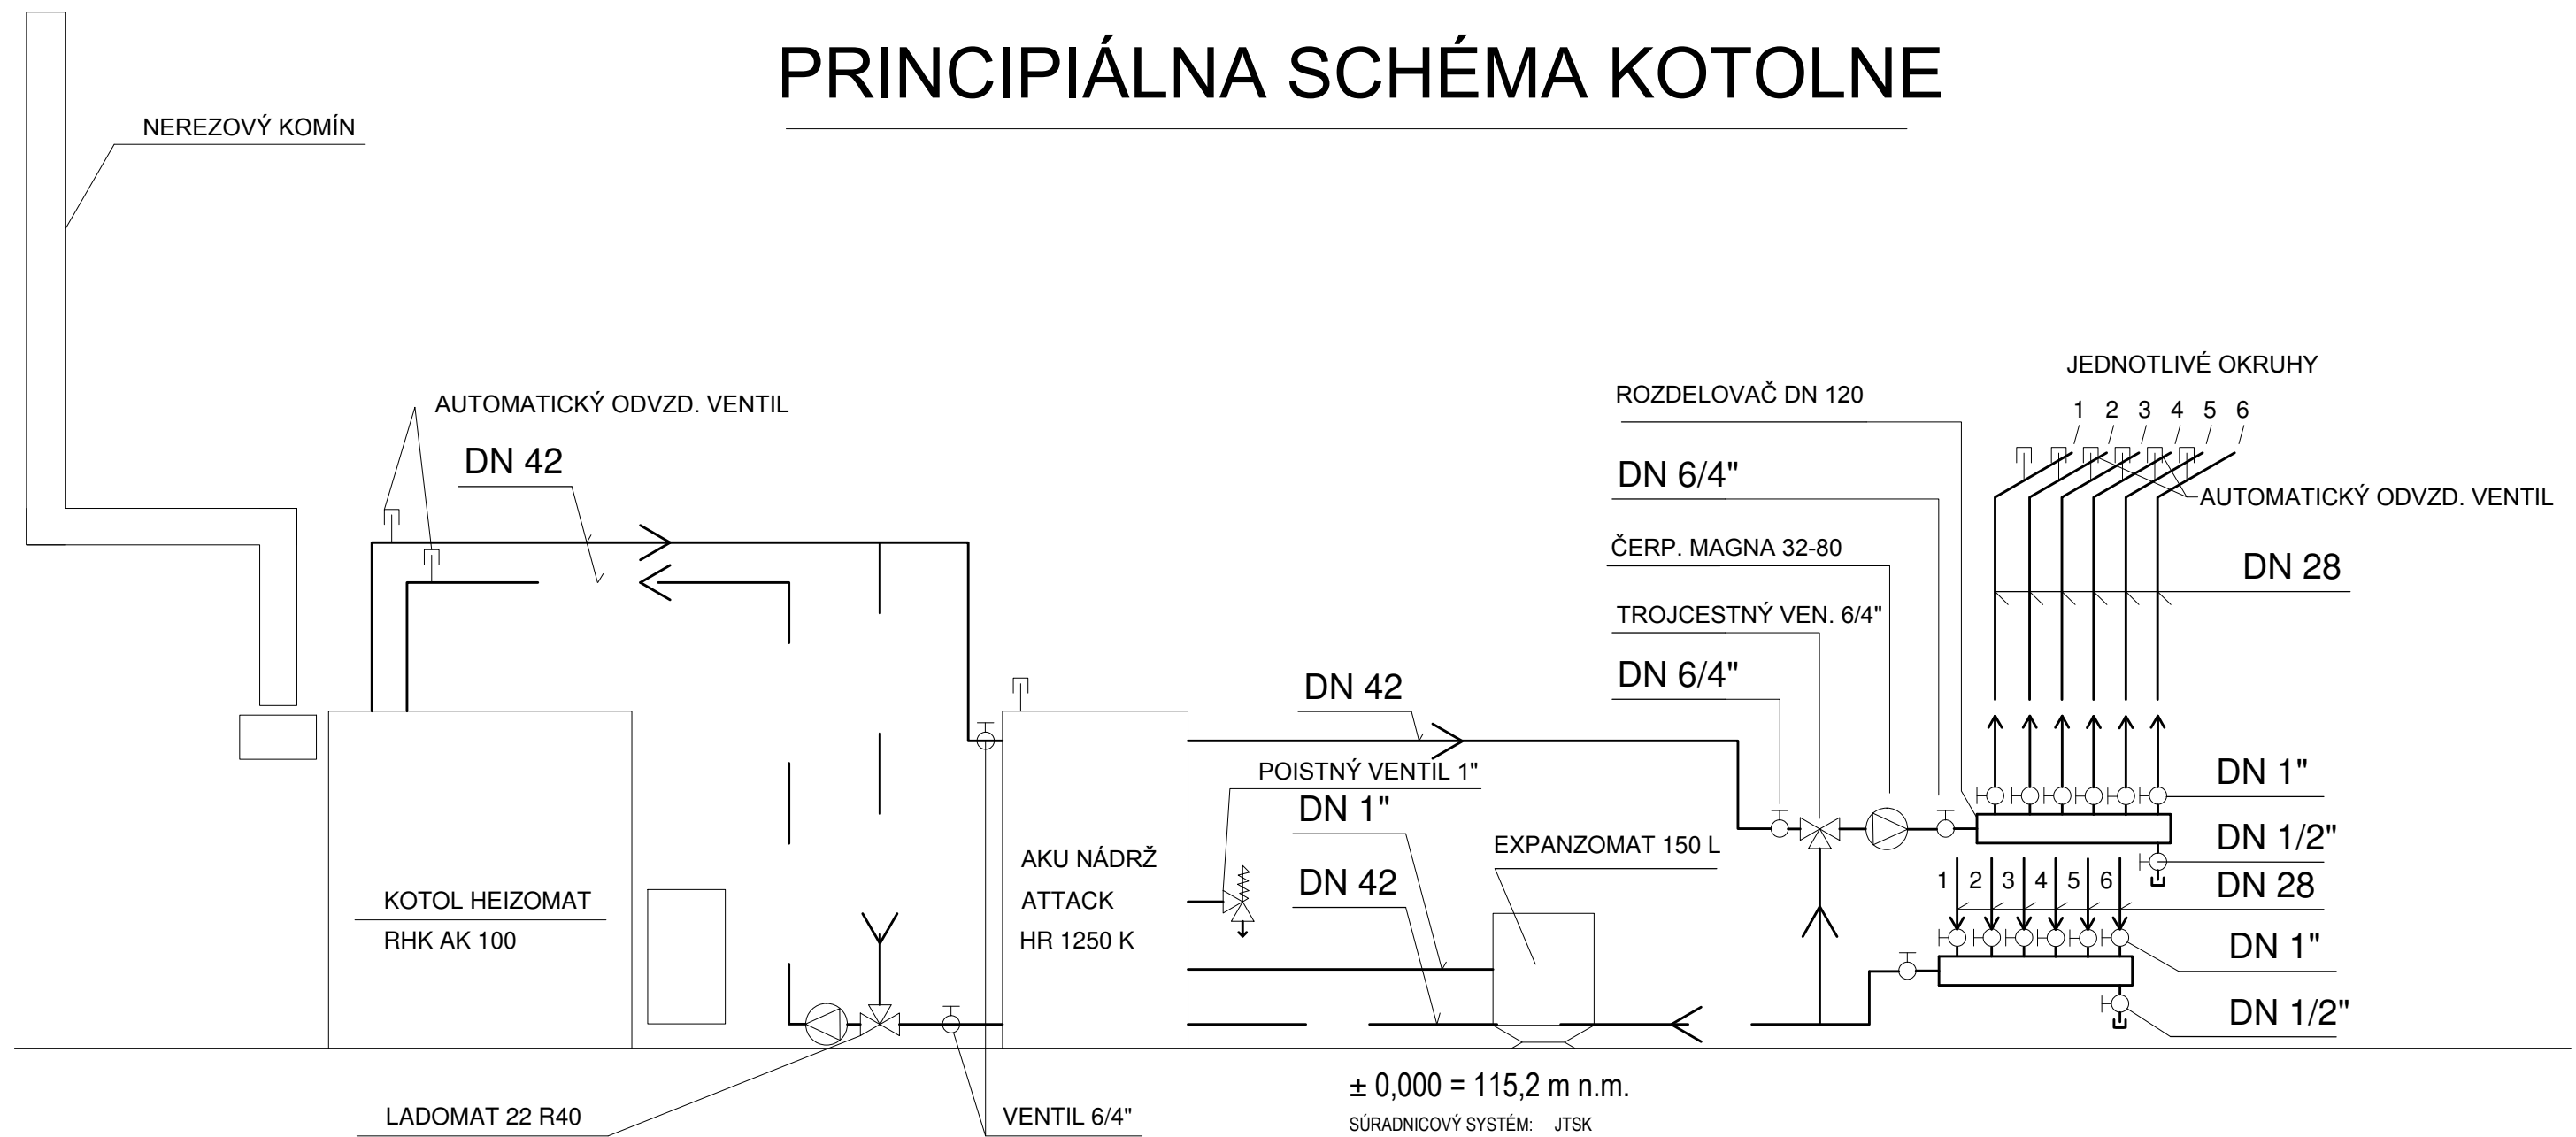 PRINCIPIÁLNA SCHÉMA KOTOLNE
NEREZOVÝ KOMÍN
JEDNOTLIVÉ OKRUHY
ROZDELOVAČ DN 120
1 2 3 4 5 6
AUTOMATICKÝ ODVZD. VENTIL
DN 42
DN 6/4"
AUTOMATICKÝ ODVZD. VENTIL
ČERP. MAGNA 32-80
DN 28
TROJCESTNÝ VEN. 6/4"
DN 6/4"
DN 42
POISTNÝ VENTIL 1"
DN 1"
DN 1"
DN 1/2"
EXPANZOMAT 150 L
AKU NÁDRŽ
ATTACK
HR 1250 K
DN 42
1 2 3 4 5 6
DN 28
KOTOL HEIZOMAT
RHK AK 100
DN 1"
DN 1/2"
± 0,000 = 115,2 m n.m.
SÚRADNICOVÝ SYSTÉM: JTSK
LADOMAT 22 R40
VENTIL 6/4"